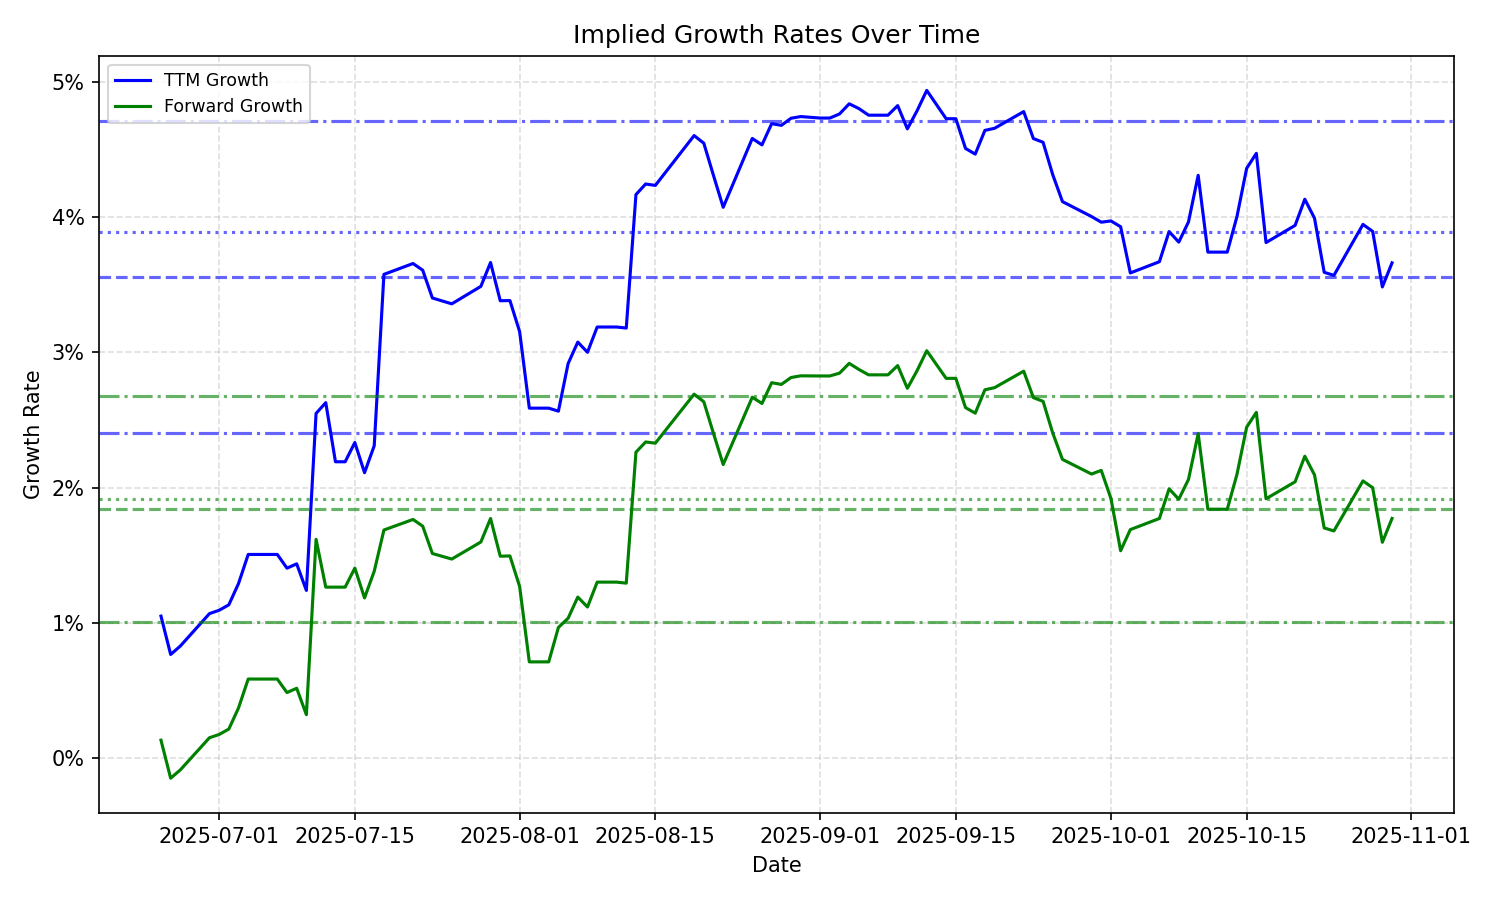 Implied Growth Rates Over Time
TTM Growth
Forward Growth
5%
4%
3%
2%
1%
0%
Growth Rate
2025-07-01 2025-07-15 2025-08-01 2025-08-15 2025-09-01 2025-09-15 2025-10-01 2025-10-15 2025-11-01
Date